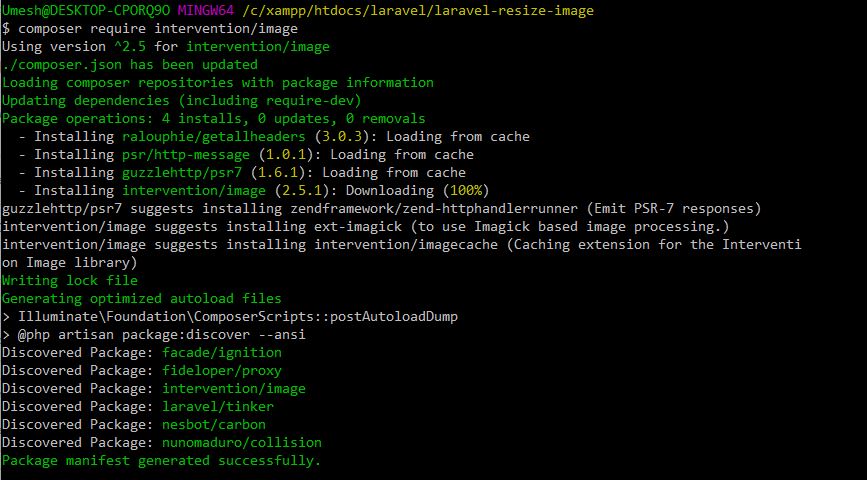 Umesh@DESKTOP-CPORQ9O MINGW64 /c/xampp/htdocs/laravel/laravel-resize-image
$ composer require intervention/image
Using version ^2.5 for intervention/image
./composer.json has been updated
Loading composer repositories with package information
Updating dependencies (including require-dev)
Package operations: 4 installs, 0 updates, 0 removals
  - Installing ralouphie/getallheaders (3.0.3): Loading from cache
  - Installing psr/http-message (1.0.1): Loading from cache
  - Installing guzzlehttp/psr7 (1.6.1): Loading from cache
  - Installing intervention/image (2.5.1): Downloading (100%)
guzzlehttp/psr7 suggests installing zendframework/zend-httphandlerrunner (Emit PSR-7 responses)
intervention/image suggests installing ext-imagick (to use Imagick based image processing.)
intervention/image suggests installing intervention/imagecache (Caching extension for the Interventi
on Image library)
Writing lock file
Generating optimized autoload files
> Illuminate\Foundation\ComposerScripts::postAutoloadDump
> @php artisan package:discover --ansi
Discovered Package: facade/ignition
Discovered Package: fideloper/proxy
Discovered Package: intervention/image
Discovered Package: laravel/tinker
Discovered Package: nesbot/carbon
Discovered Package: nunomaduro/collision
Package manifest generated successfully.